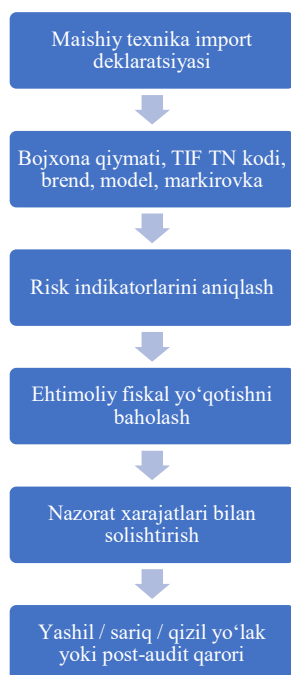 Maishiy texnika import
deklaratsiyasi
Bojxona qiymati, TIF TN kodi,
brend, model, markirovka
Risk indikatorlarini aniqlash
Ehtimoliy fiskal yo‘qotishni
baholash
Nazorat xarajatlari bilan
solishtirish
Yashil / sariq / qizil yo‘lak
yoki post-audit qarori